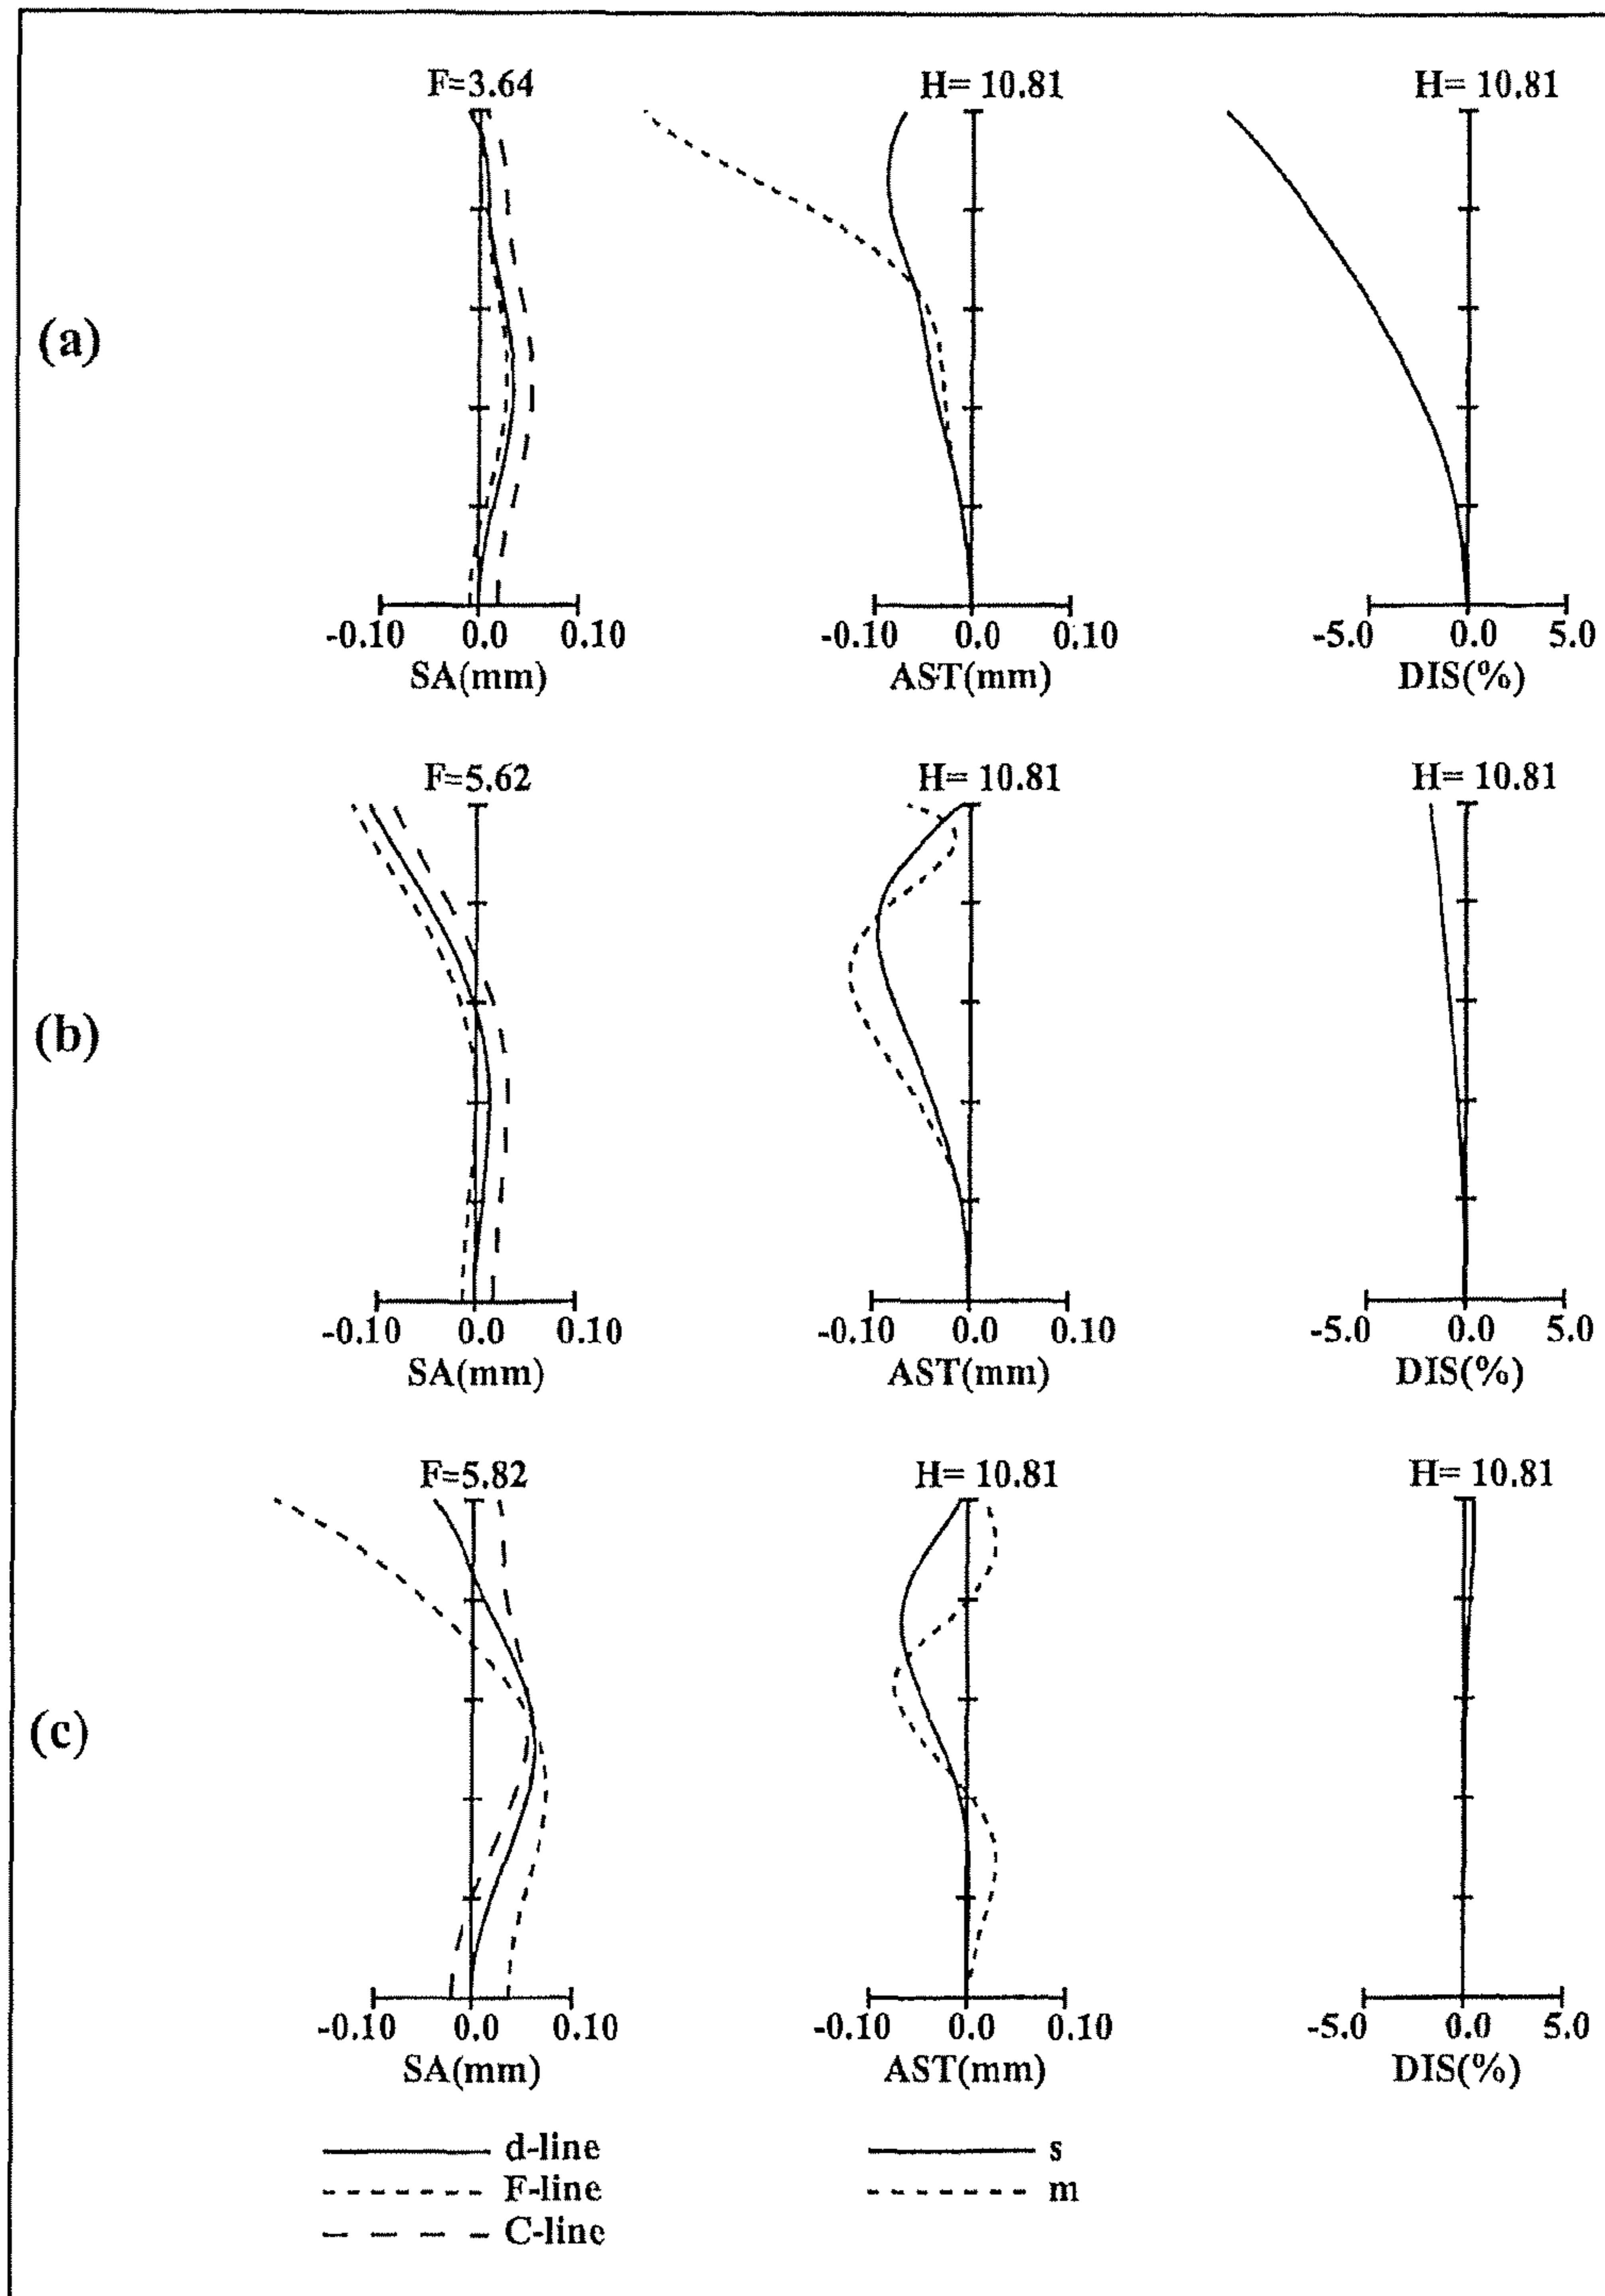 F=3.64 H= 10.81 H= 10.81
(a)
-0.10 0.0 0.10 -0.10 0.0 0.10 -5.0 0.0 5.0
SA(mm) AST(mm) DIS(%)
F=5.62 H= 10.81 H= 10.81
(b)
-0.10 0.0 0.10 -0.10 0.0 0.10 -5.0 0.0 5.0
SA(mm) AST(mm) DIS(%)
F=5.82 H= 10.81 H= 10.81
(c)
-0.10 0.0 0.10 -0.10 0.0 0.10 -5.0 0.0 5.0
SA(mm) AST(mm) DIS(%)
d-line s
F-line m
C-line